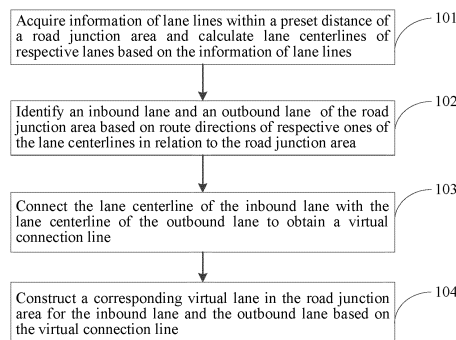 Acquire information of lane lines within a preset distance of
a road junction area and calculate lane centerlines of
respective lanes based on the information of lane lines
101
Identify an inbound lane and an outbound lane of the road
junction area based on route directions of respective ones of
the lane centerlines in relation to the road junction area
102
Connect the lane centerline of the inbound lane with the
lane centerline of the outbound lane to obtain a virtual
connection line
103
Construct a corresponding virtual lane in the road junction
area for the inbound lane and the outbound lane based on
the virtual connection line
104